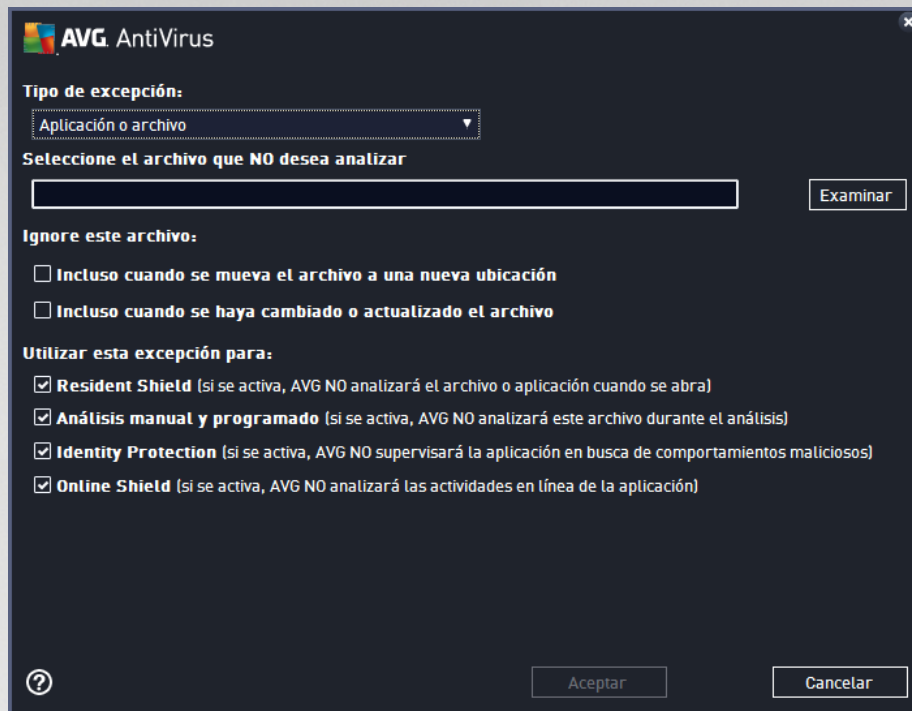 AVG. AntiVirus
Tipo de excepción:
Aplicación o archivo
Seleccione el archivo que NO desea analizar
Examinar
Ignore este archivo:
Incluso cuando se mueva el archivo a una nueva ubicación
Incluso cuando se haya cambiado o actualizado el archivo
Utilizar esta excepción para:
Resident Shield (si se activa, AVG NO analizará el archivo o aplicación cuando se abra)
Análisis manual y programado (si se activa, AVG NO analizará este archivo durante el análisis)
Identity Protection (si se activa, AVG NO supervisará la aplicación en busca de comportamientos maliciosos)
Online Shield (si se activa, AVG NO analizará las actividades en línea de la aplicación)
?
Aceptar
Cancelar